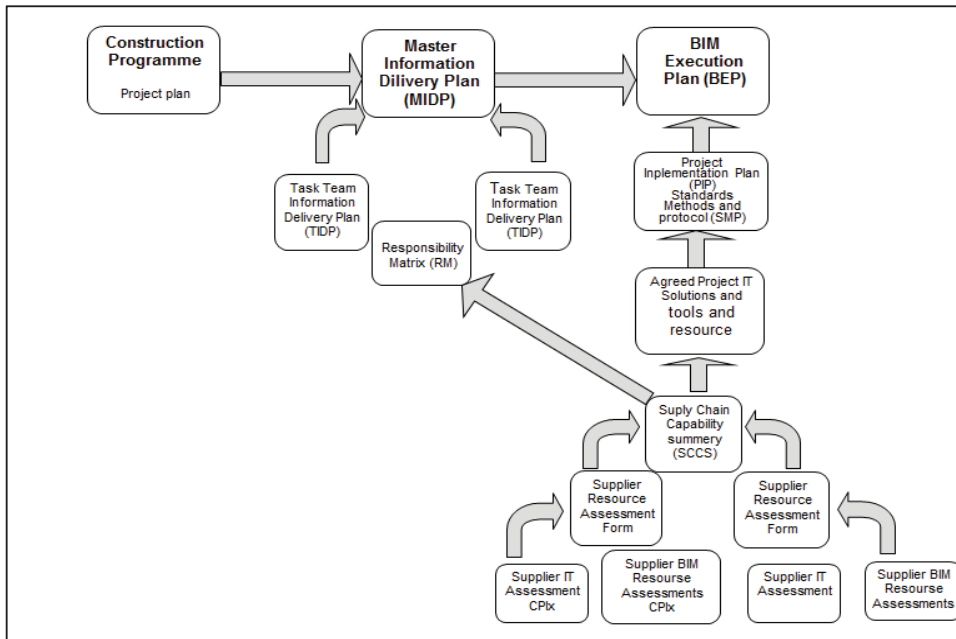 Construction
Programme
Project plan
Master
Information
Dilivery Plan
(MIDP)
BIM
Execution
Plan (BEP)
Task Team
Information
Delivery Plan
(TIDP)
Task Team
Information
Delivery Plan
(TIDP)
Responsibility
Matrix (RM)
Project
Inplementation Plan
(PIP)
Standards
Methods and
protocol (SMP)
Agreed Project IT
Solutions and
tools and
resource
Suply Chain
Capability
summery
(SCCS)
Supplier
Resource
Assessment
Form
Supplier
Resource
Assessment
Form
Supplier IT
Assessment
CPIx
Supplier BIM
Resourse
Assessments
CPIx
Supplier IT
Assessment
Supplier BIM
Resourse
Assessments